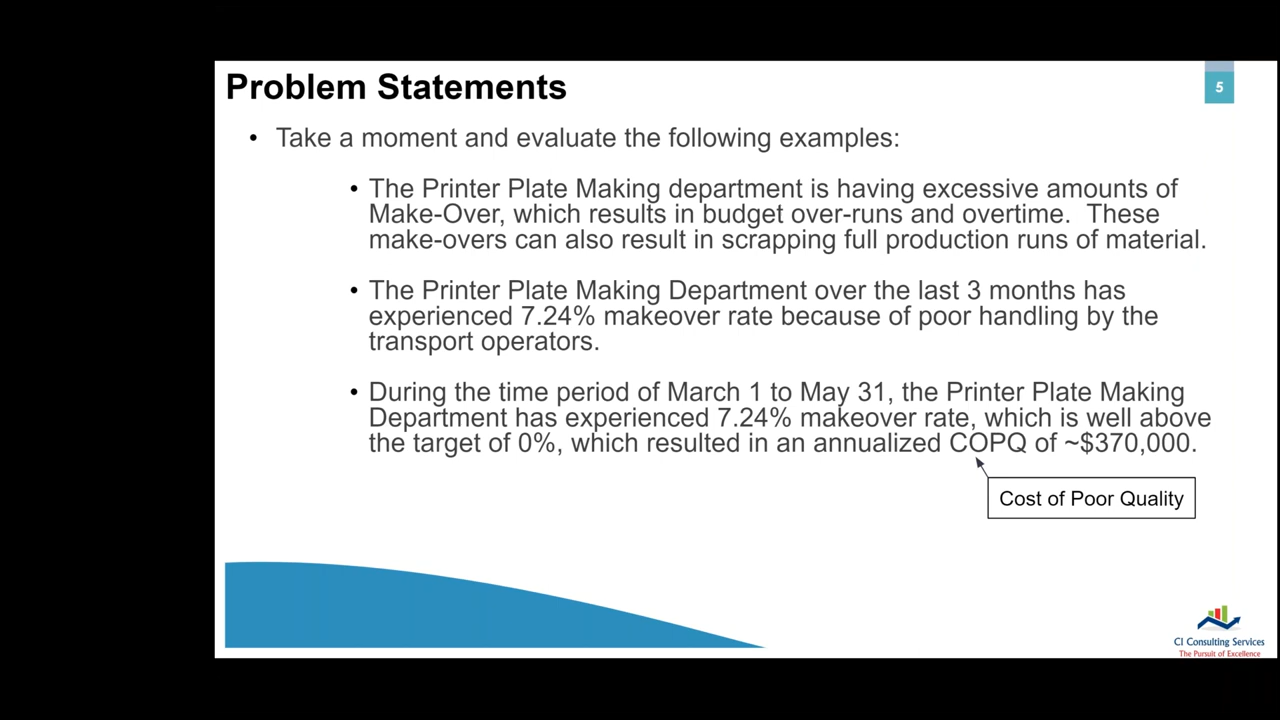 Problem Statements
5
• Take a moment and evaluate the following examples:
• The Printer Plate Making department is having excessive amounts of
Make-Over, which results in budget over-runs and overtime.  These
make-overs can also result in scrapping full production runs of material.
• The Printer Plate Making Department over the last 3 months has
experienced 7.24% makeover rate because of poor handling by the
transport operators.
• During the time period of March 1 to May 31, the Printer Plate Making
Department has experienced 7.24% makeover rate, which is well above
the target of 0%, which resulted in an annualized COPQ of ~$370,000.
Cost of Poor Quality
CI Consulting Services
The Pursuit of Excellence